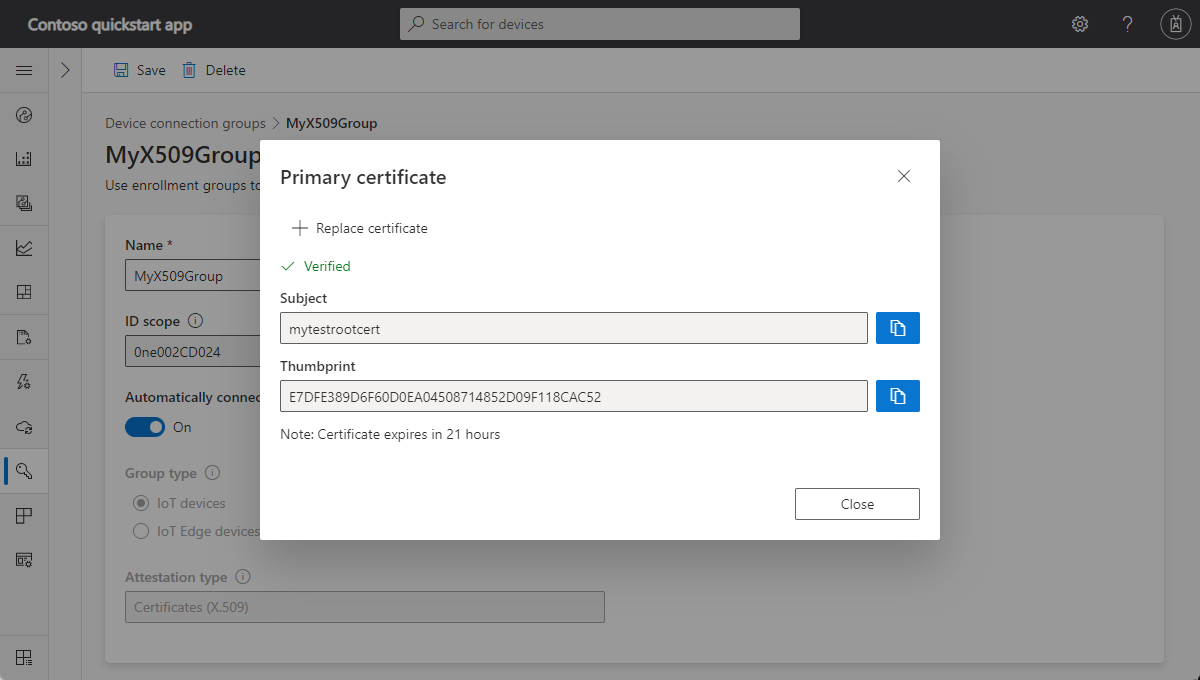 Contoso quickstart app
Search for devices
?
Save
Delete
Device connection groups > MyX509Group
MyX509Group
Use enrollment groups to
Primary certificate
Replace certificate
Verified
Subject
mytestrootcert
Thumbprint
E7DFE389D6F60D0EA04508714852D09F118CAC52
Note: Certificate expires in 21 hours
Close
Name *
MyX509Group
ID scope
0ne002CD024
Automatically connec
On
Group type
IoT devices
IoT Edge devices
Attestation type
Certificates (X.509)